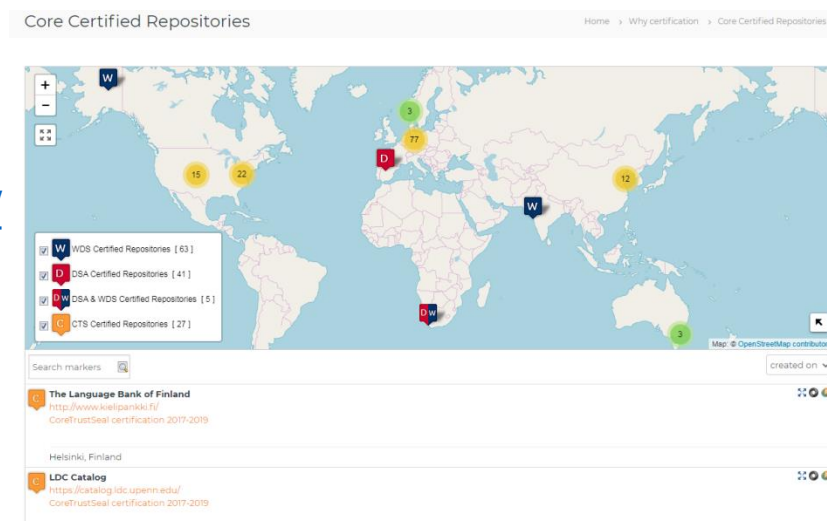 Core Certified Repositories
Home > Why certification > Core Certified Repositories
+
−
W
3
77
D
15
22
12
W
W WDS Certified Repositories [ 63 ]
D DSA Certified Repositories [ 41 ]
D W DSA & WDS Certified Repositories [ 5 ]
C CTS Certified Repositories [ 27 ]
D W
3
Map: © OpenStreetMap contributor
Search markers
created on
C The Language Bank of Finland
http://www.kielipankki.fi/
CoreTrustSeal certification 2017-2019
Helsinki, Finland
C LDC Catalog
https://catalog.ldc.upenn.edu/
CoreTrustSeal certification 2017-2019